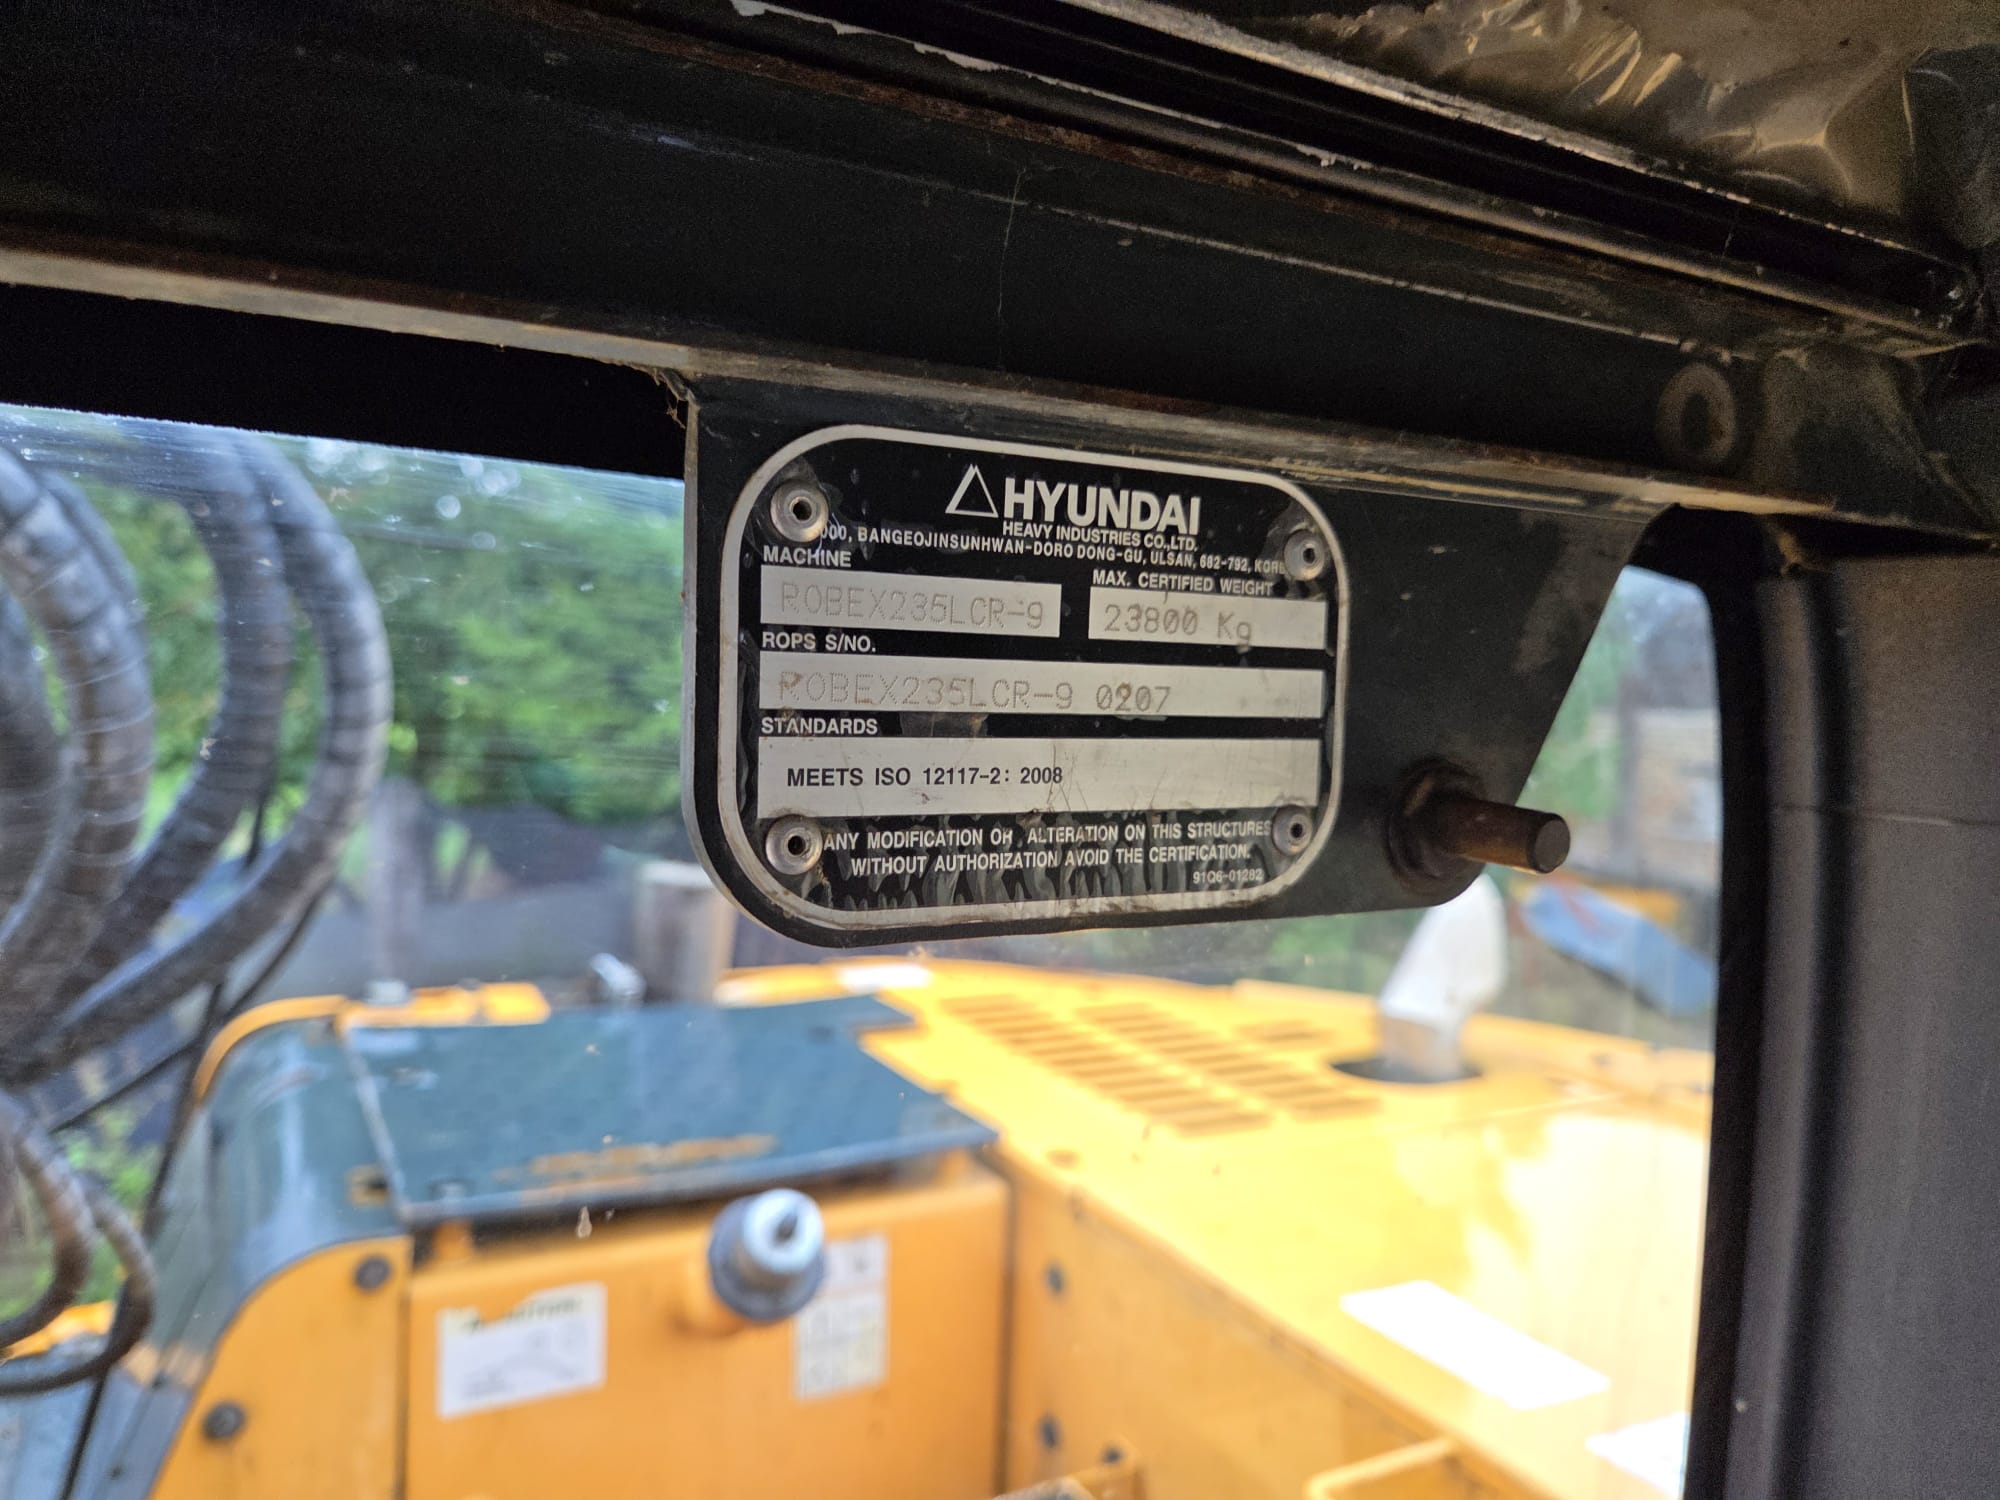 HYUNDAI
HEAVY INDUSTRIES CO.,LTD.
000, BANGEOJINSUNHWAN-DORO DONG-GU, ULSAN, 682-792, KORE
MACHINE
MAX. CERTIFIED WEIGHT
ROBEX235LCR-9
23800 Kg
ROPS S/NO.
ROBEX235LCR-9 0207
STANDARDS
MEETS ISO 12117-2: 2008
ANY MODIFICATION OR ALTERATION ON THIS STRUCTURES
WITHOUT AUTHORIZATION AVOID THE CERTIFICATION.
91Q6-01282